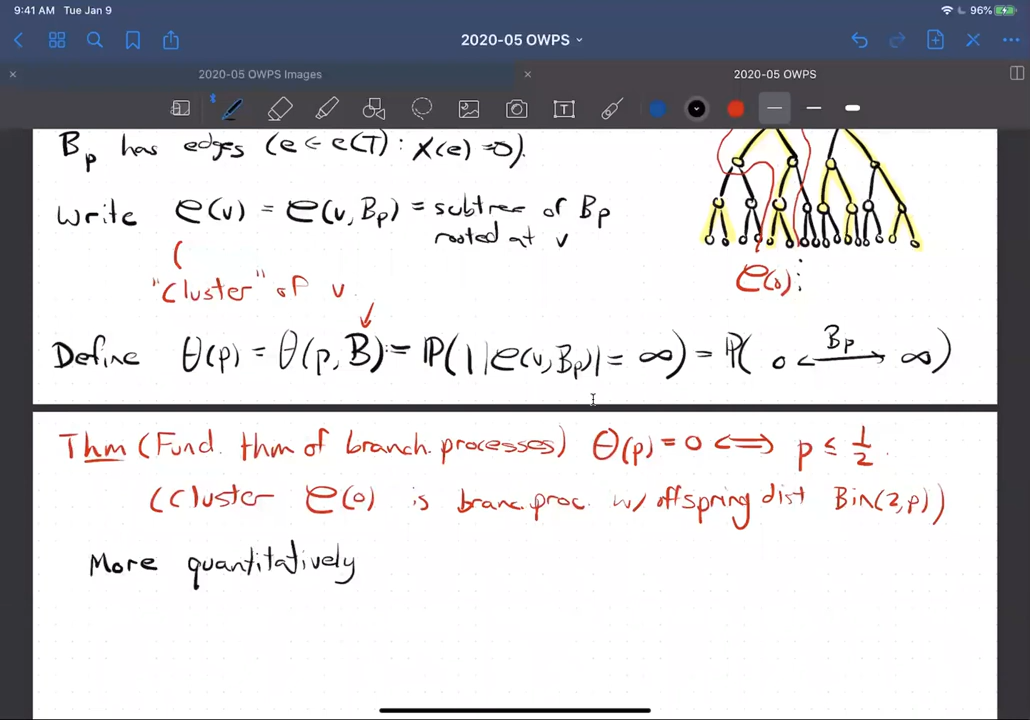 9:41 AM Tue Jan 9
96%
2020-05 OWPS
2020-05 OWPS Images
2020-05 OWPS
B_p has edges (e ∈ e(T) : X(e) = 0).
Write C(v) = C(v, B_p) = subtree of B_p
rooted at v
"Cluster" of v
C(0):
Define θ(p) = θ(p, B) = P(|C(v, B_p)| = ∞) = P(0 ⟷^{B_p} ∞)
Thm (Fund. thm of branch. processes) θ(p) = 0 ⟺ p ≤ 1/2.
(Cluster C(0) is branc. proc. w/ offspring dist Bin(2,p))
More quantitatively